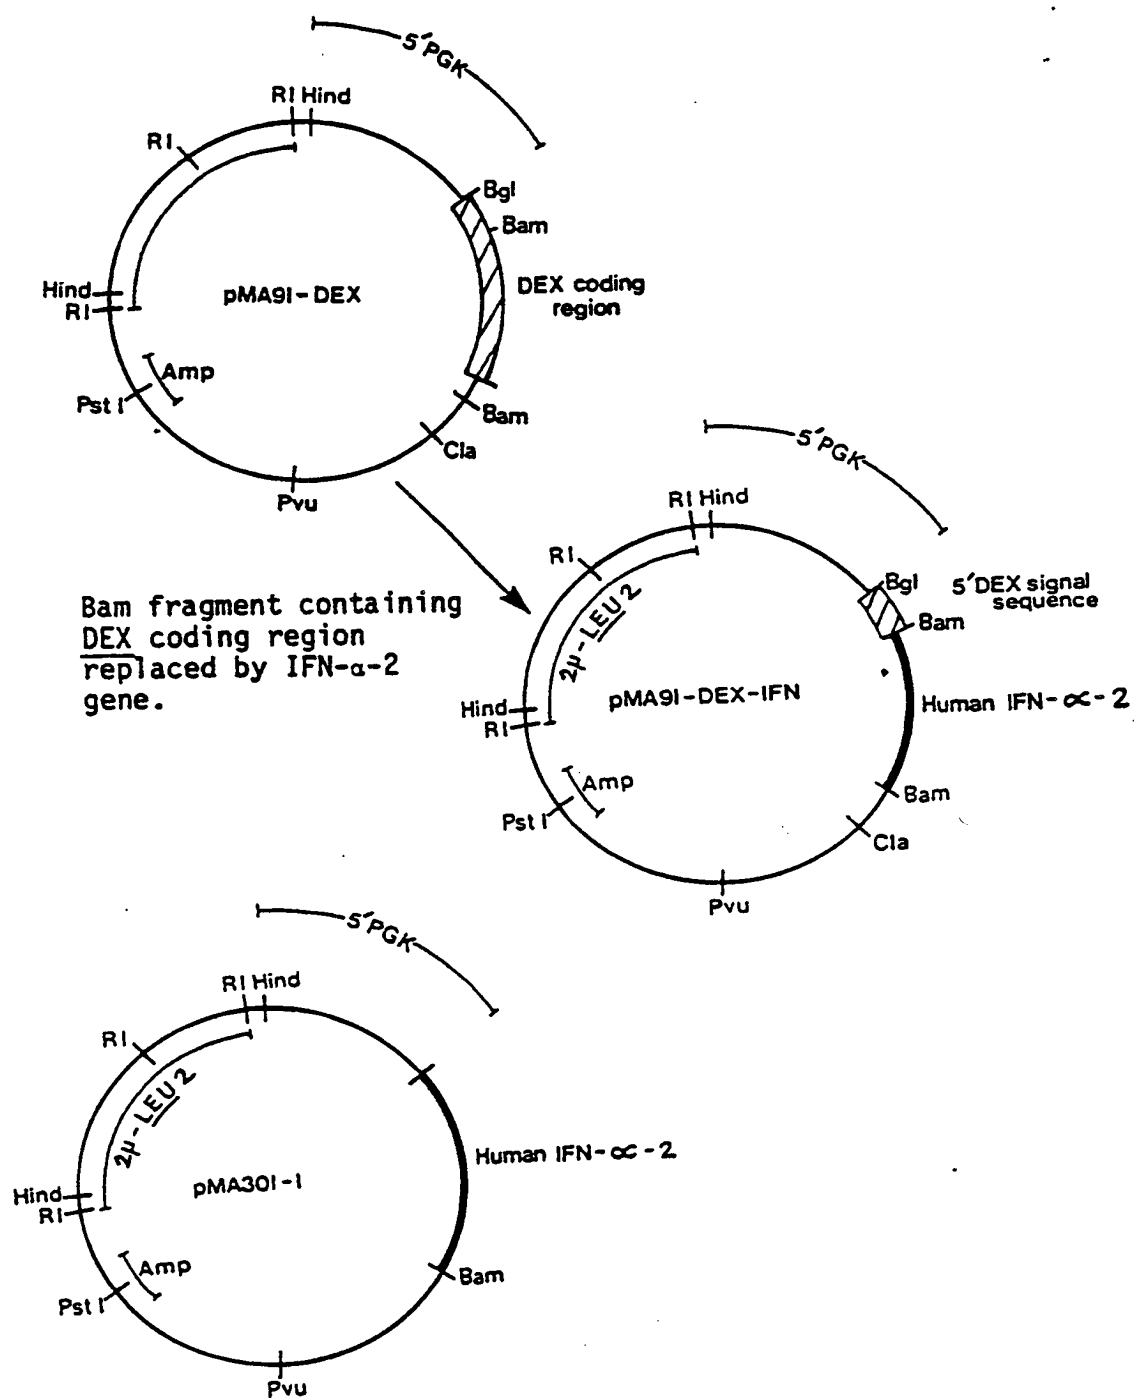 5'PGK
RI Hind
RI
Bgl
Bam
pMA91-DEX
DEX coding
region
Hind
RI
Amp
Pst I
Bam
Cla
Pvu
5'PGK
RI Hind
RI
Bgl
5'DEX signal
sequence
Bam
Bam fragment containing
DEX coding region
replaced by IFN-α-2
gene.
2μ-LEU2
pMA91-DEX-IFN
Human IFN-α-2
Hind
RI
Amp
Pst I
Bam
Cla
Pvu
5'PGK
RI Hind
RI
2μ-LEU2
Human IFN-α-2
pMA301-1
Hind
RI
Amp
Pst I
Bam
Pvu